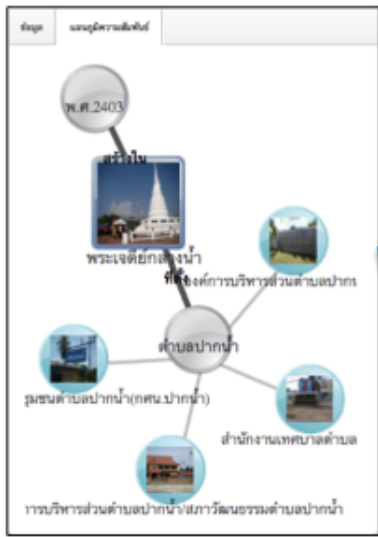 ข้อมูล
แผนภูมิความสัมพันธ์
พ.ศ.2403
สร้างใน
พระเจดีย์กลางน้ำ
ที่ตั้ง
องค์การบริหารส่วนตำบลปากน
ตำบลปากน้ำ
ชุมชนตำบลปากน้ำ(กศน.ปากน้ำ)
สำนักงานเทศบาลตำบล
การบริหารส่วนตำบลปากน้ำ/สภาวัฒนธรรมตำบลปากน้ำ